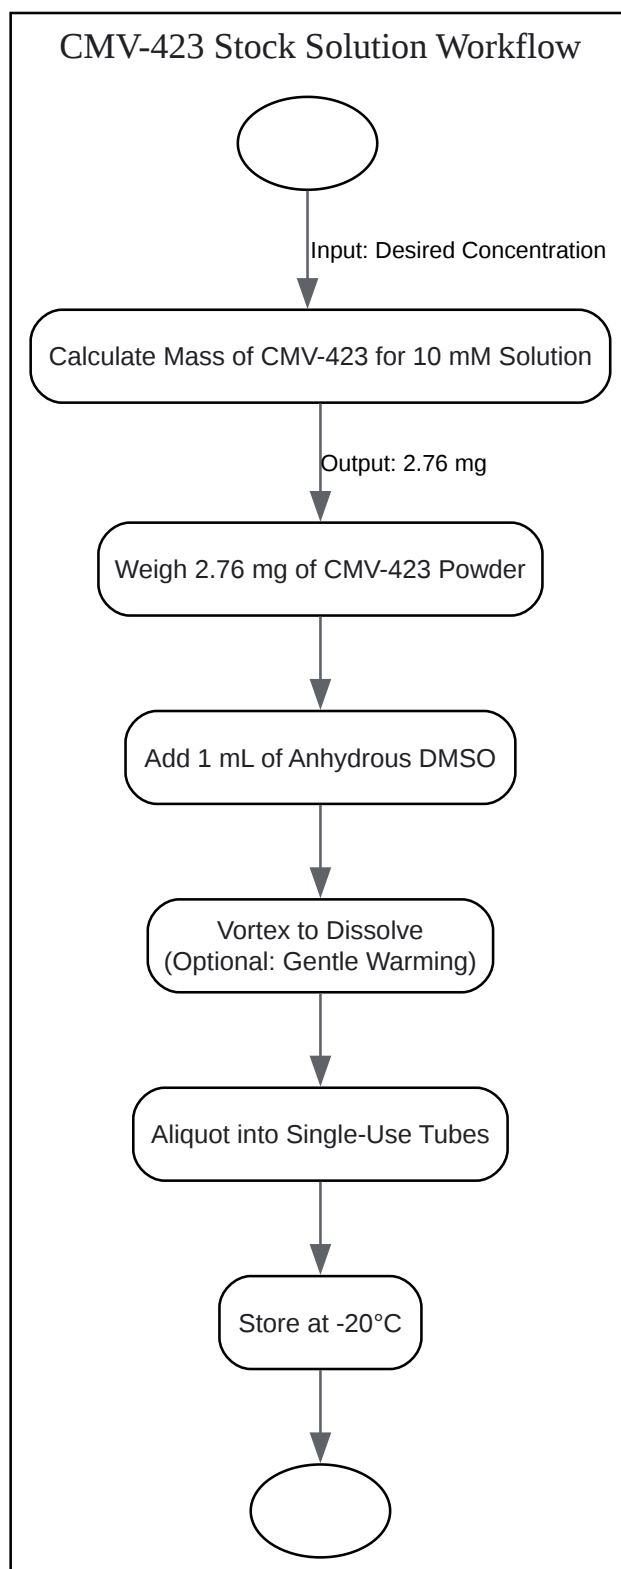 CMV-423 Stock Solution Workflow
Input: Desired Concentration
Calculate Mass of CMV-423 for 10 mM Solution
Output: 2.76 mg
Weigh 2.76 mg of CMV-423 Powder
Add 1 mL of Anhydrous DMSO
Vortex to Dissolve
(Optional: Gentle Warming)
Aliquot into Single-Use Tubes
Store at -20°C